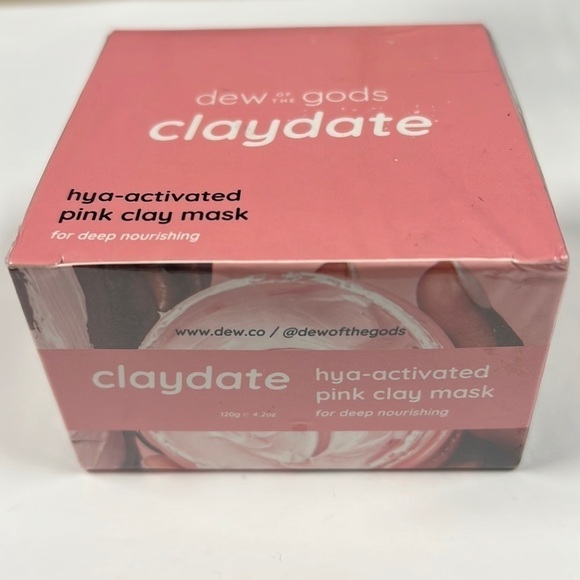 dew OF THE gods
claydate
hya-activated
pink clay mask
for deep nourishing
www.dew.co / @dewofthegods
claydate
120g ℮ 4.2oz
hya-activated
pink clay mask
for deep nourishing